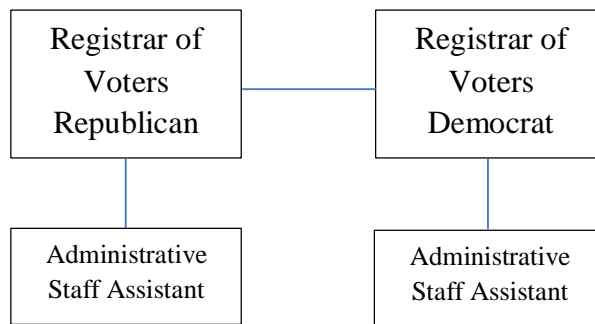 Registrar of
Voters
Republican
Registrar of
Voters
Democrat
Administrative
Staff Assistant
Administrative
Staff Assistant